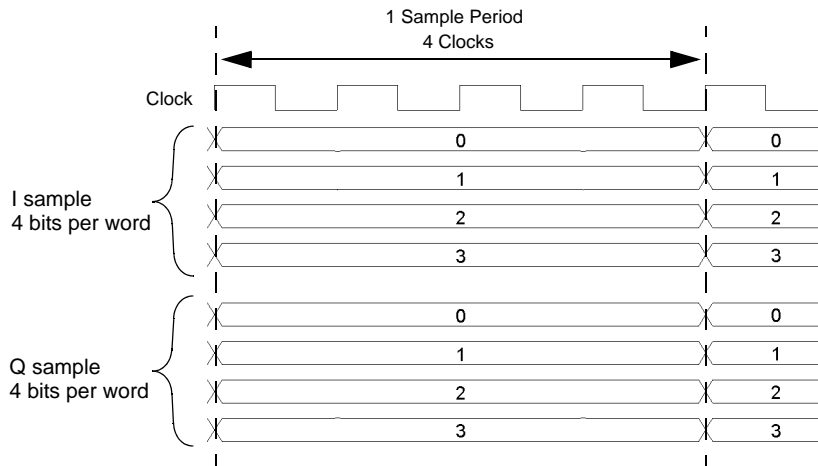 1 Sample Period
4 Clocks
Clock
I sample
4 bits per word
0 0
1 1
2 2
3 3
Q sample
4 bits per word
0 0
1 1
2 2
3 3